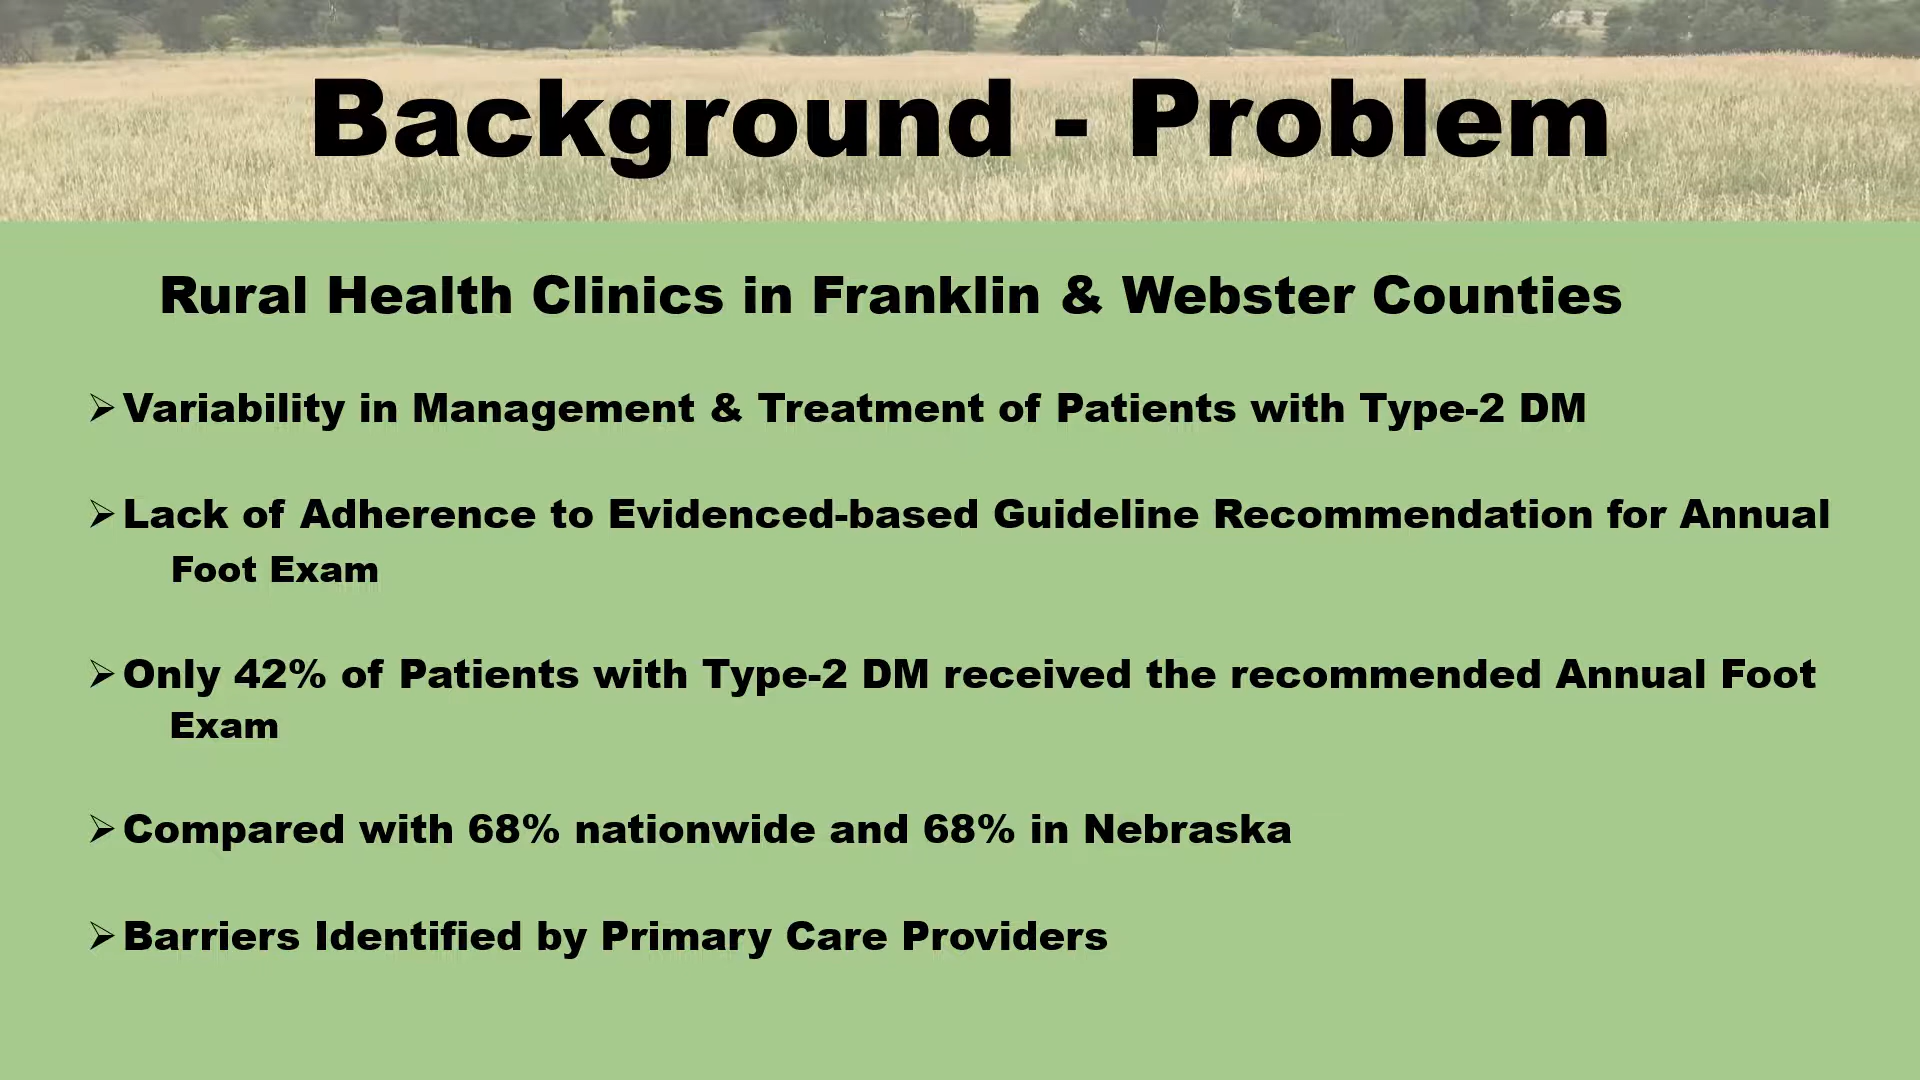 Background - Problem
Rural Health Clinics in Franklin & Webster Counties
➢ Variability in Management & Treatment of Patients with Type-2 DM
➢ Lack of Adherence to Evidenced-based Guideline Recommendation for Annual
Foot Exam
➢ Only 42% of Patients with Type-2 DM received the recommended Annual Foot
Exam
➢ Compared with 68% nationwide and 68% in Nebraska
➢ Barriers Identified by Primary Care Providers